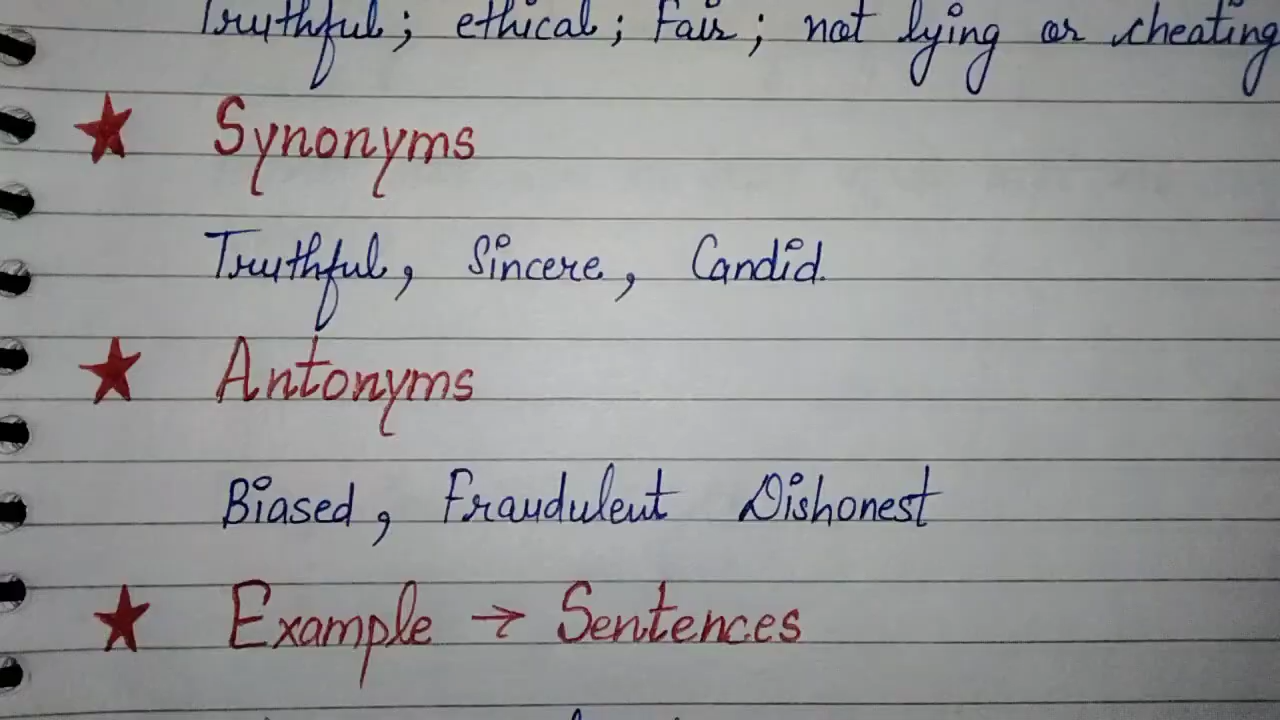 Truthful; ethical; Fair; not lying or cheating
★ Synonyms
Truthful, Sincere, Candid.
★ Antonyms
Biased, Fraudulent Dishonest
★ Example → Sentences